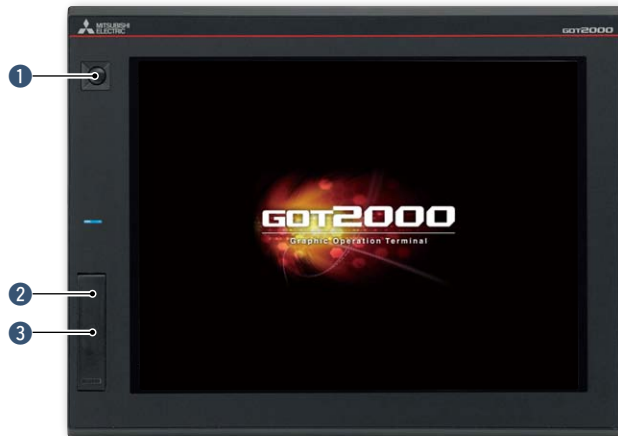 MITSUBISHI
ELECTRIC
GOT2000
1
GOT2000
Graphic Operation Terminal
2
3